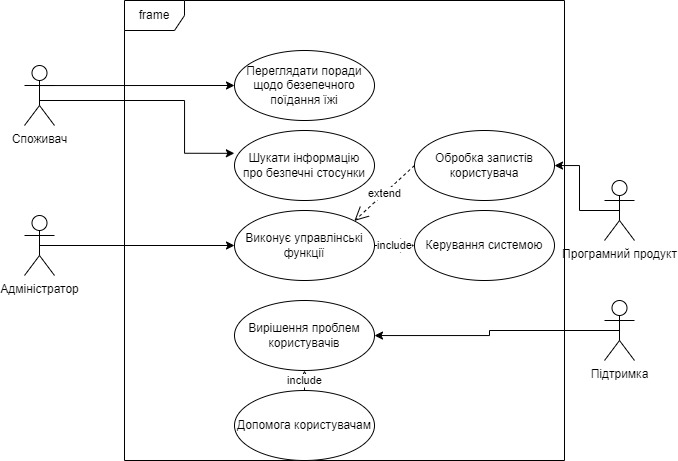 frame
Переглядати поради
щодо безепечного
поїдання їжі
Споживач
Шукати інформацію
про безпечні стосунки
Обробка запистів
користувача
extend
Виконує управлінські
функції
include
Керування системою
Програмний продукт
Адміністратор
Вирішення проблем
користувачів
Підтримка
include
Допомога користувачам